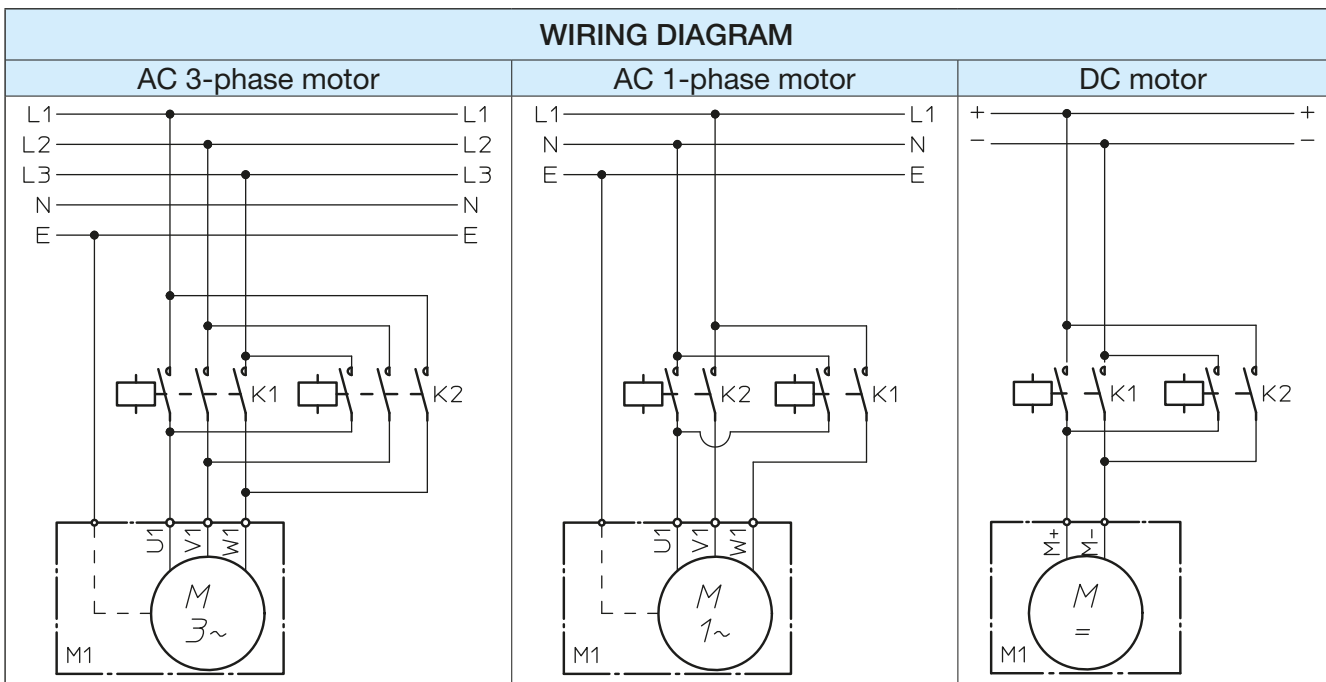 WIRING DIAGRAM
AC 3-phase motor
L1 L1
L2 L2
L3 L3
N N
E E
K1 K2
U1 V1 W1
M
3~
M1
AC 1-phase motor
L1 L1
N N
E E
K2 K1
U1 V1 W1
M
1~
M1
DC motor
+ +
− −
K1 K2
M+ M-
M
=
M1